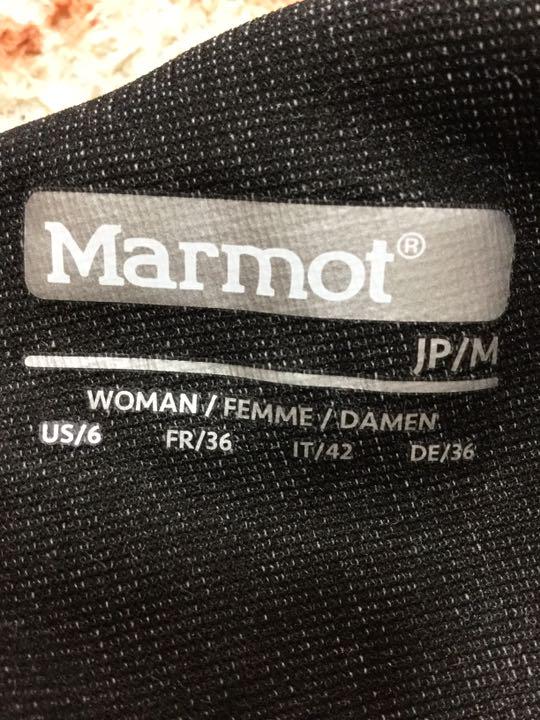 Marmot®
JP/M
WOMAN / FEMME / DAMEN
US/6 FR/36 IT/42 DE/36